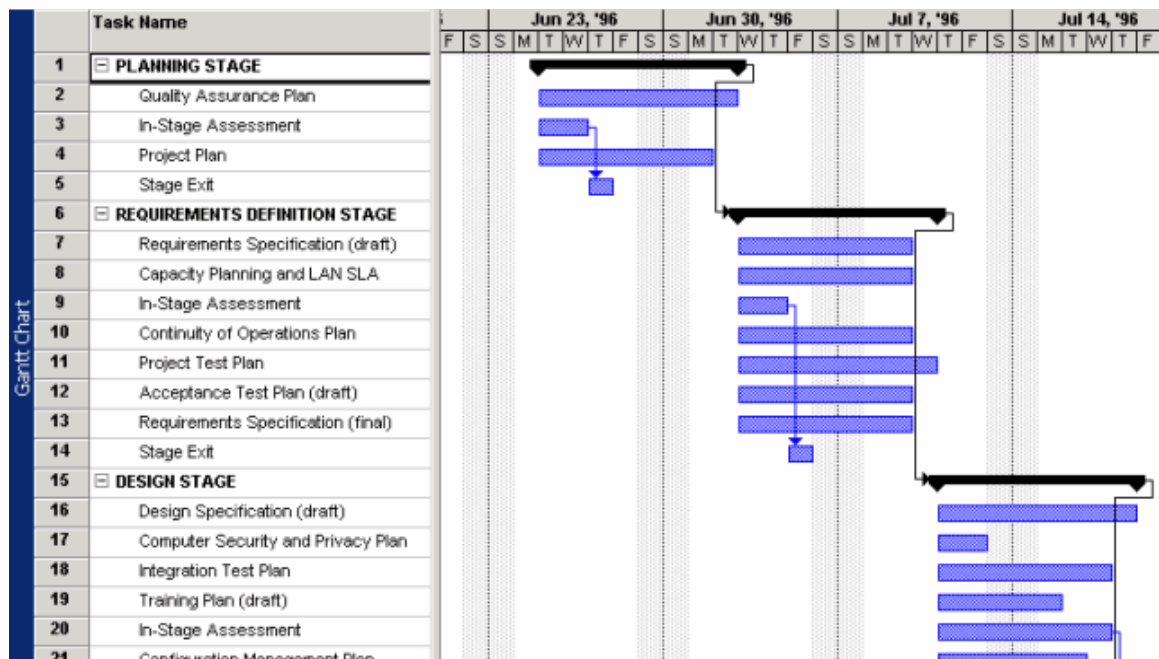 Task Name
Jun 23, '96 Jun 30, '96 Jul 7, '96 Jul 14, '96
F S S M T W T F S S M T W T F S S M T W T F S S M T W T F
1 PLANNING STAGE
2 Quality Assurance Plan
3 In-Stage Assessment
4 Project Plan
5 Stage Exit
6 REQUIREMENTS DEFINITION STAGE
7 Requirements Specification (draft)
8 Capacity Planning and LAN SLA
9 In-Stage Assessment
10 Continuity of Operations Plan
11 Project Test Plan
12 Acceptance Test Plan (draft)
13 Requirements Specification (final)
14 Stage Exit
15 DESIGN STAGE
16 Design Specification (draft)
17 Computer Security and Privacy Plan
18 Integration Test Plan
19 Training Plan (draft)
20 In-Stage Assessment
21 Configuration Management Plan
Gantt Chart